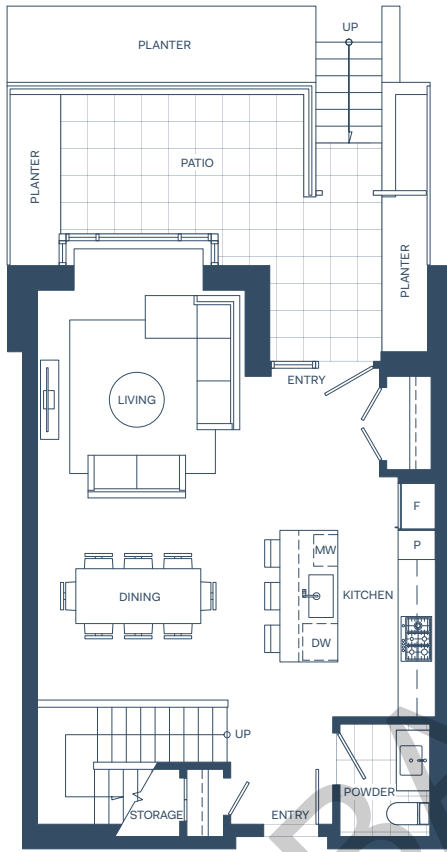 PLANTER
UP
PLANTER
PATIO
PLANTER
ENTRY
LIVING
F
P
MW
DINING
KITCHEN
DW
UP
POWDER
STORAGE
ENTRY